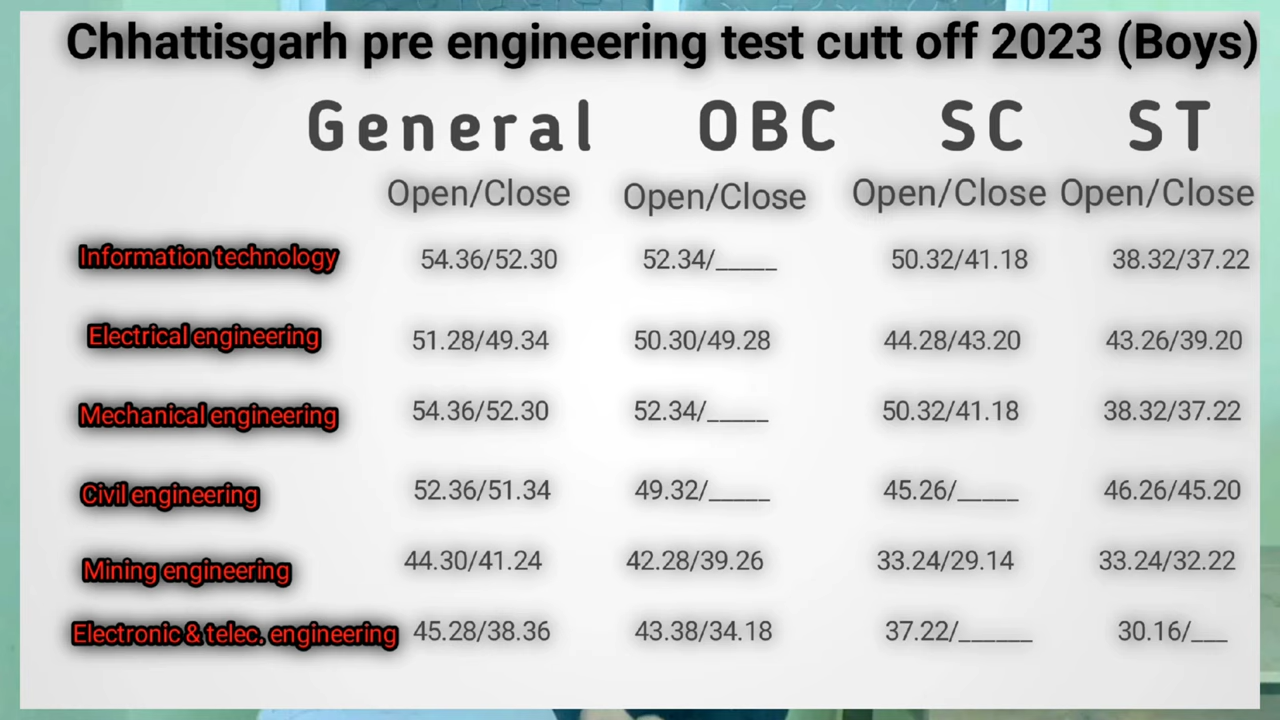 Chhattisgarh pre engineering test cutt off 2023 (Boys)
General OBC SC ST
Open/Close Open/Close Open/Close Open/Close
Information technology 54.36/52.30 52.34/_____ 50.32/41.18 38.32/37.22
Electrical engineering 51.28/49.34 50.30/49.28 44.28/43.20 43.26/39.20
Mechanical engineering 54.36/52.30 52.34/_____ 50.32/41.18 38.32/37.22
Civil engineering 52.36/51.34 49.32/_____ 45.26/_____ 46.26/45.20
Mining engineering 44.30/41.24 42.28/39.26 33.24/29.14 33.24/32.22
Electronic & telec. engineering 45.28/38.36 43.38/34.18 37.22/______ 30.16/___